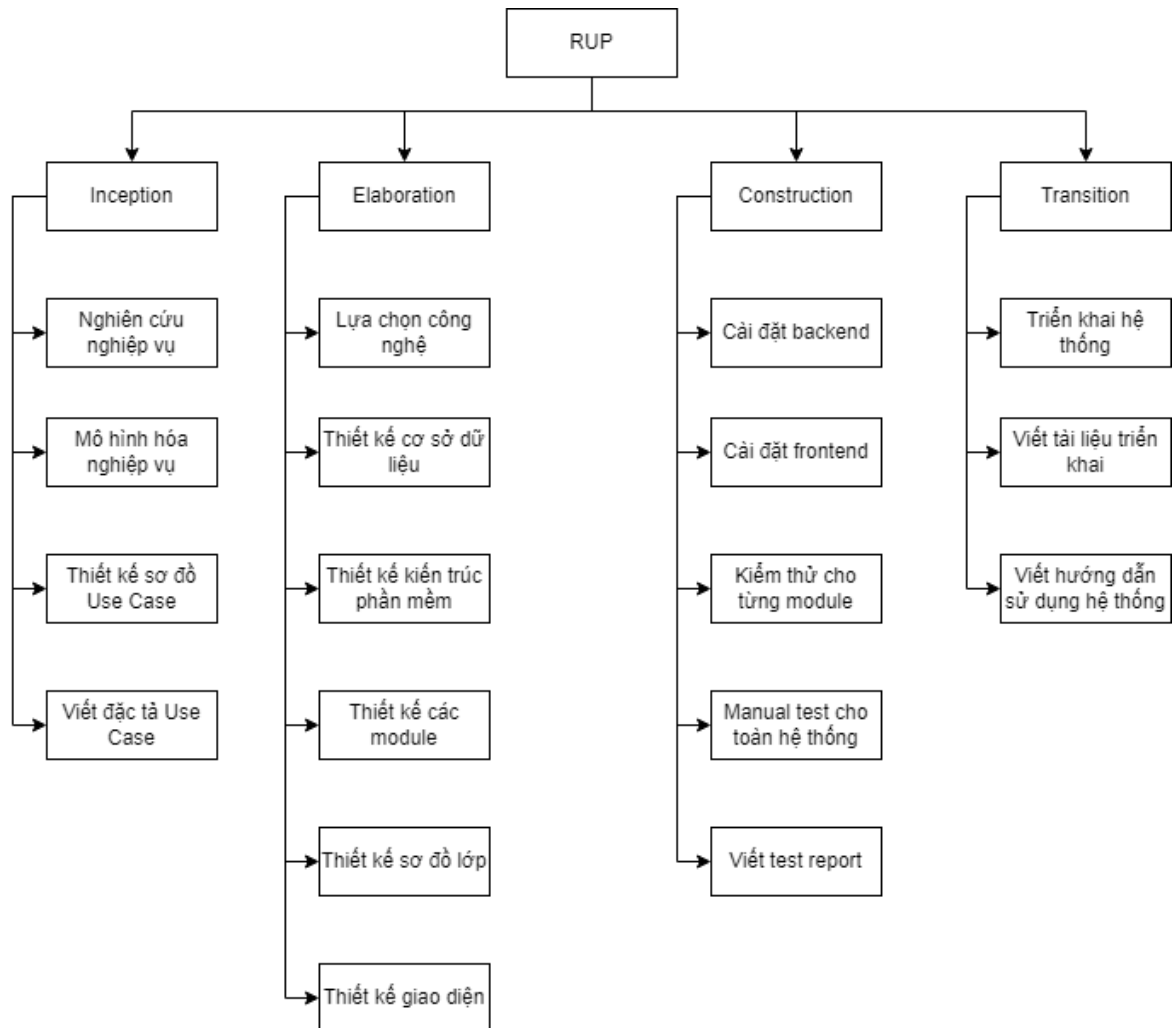 RUP
Inception
Elaboration
Construction
Transition
Nghiên cứu
nghiệp vụ
Lựa chọn công
nghệ
Cài đặt backend
Triển khai hệ
thống
Mô hình hóa
nghiệp vụ
Thiết kế cơ sở dữ
liệu
Cài đặt frontend
Viết tài liệu triển
khai
Thiết kế sơ đồ
Use Case
Thiết kế kiến trúc
phần mềm
Kiểm thử cho
từng module
Viết hướng dẫn
sử dụng hệ thống
Viết đặc tả Use
Case
Thiết kế các
module
Manual test cho
toàn hệ thống
Thiết kế sơ đồ lớp
Viết test report
Thiết kế giao diện